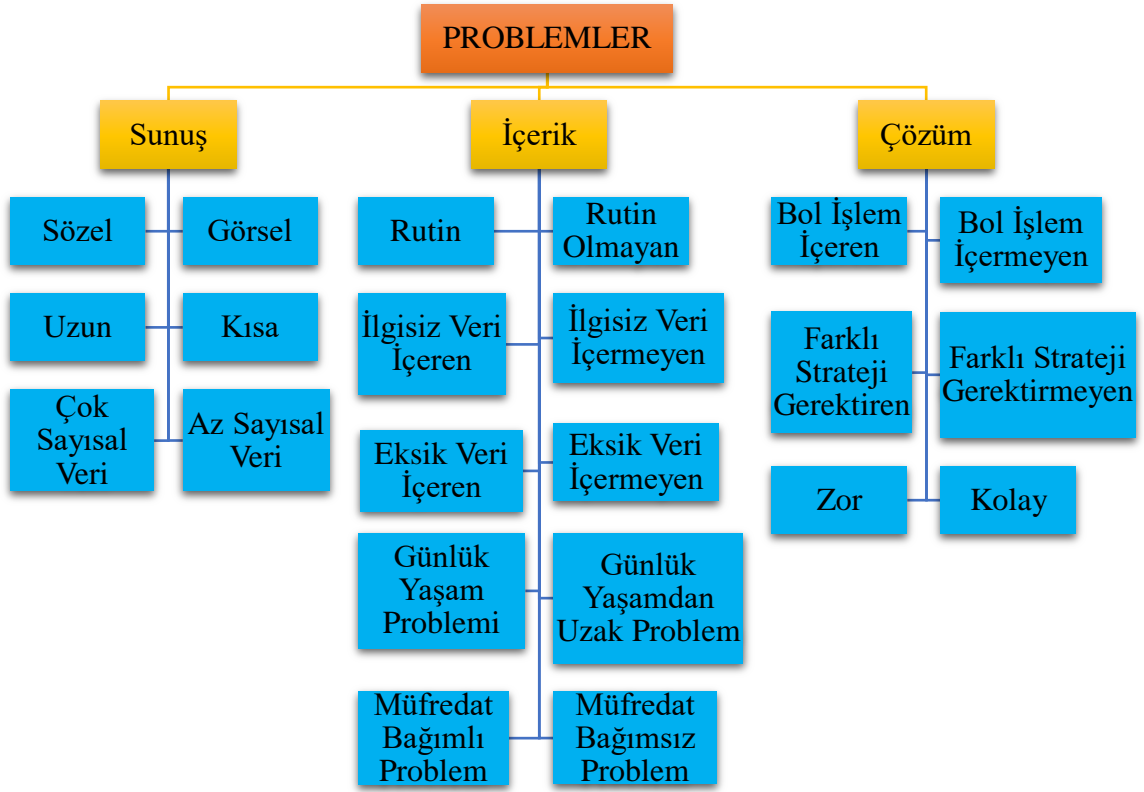 PROBLEMLER
Sunuş
İçerik
Çözüm
Sözel
Görsel
Uzun
Kısa
Çok
Sayısal
Veri
Az Sayısal
Veri
Rutin
Rutin
Olmayan
İlgisiz Veri
İçeren
İlgisiz Veri
İçermeyen
Eksik Veri
İçeren
Eksik Veri
İçermeyen
Günlük
Yaşam
Problemi
Günlük
Yaşamdan
Uzak Problem
Müfredat
Bağımlı
Problem
Müfredat
Bağımsız
Problem
Bol İşlem
İçeren
Bol İşlem
İçermeyen
Farklı
Strateji
Gerektiren
Farklı Strateji
Gerektirmeyen
Zor
Kolay